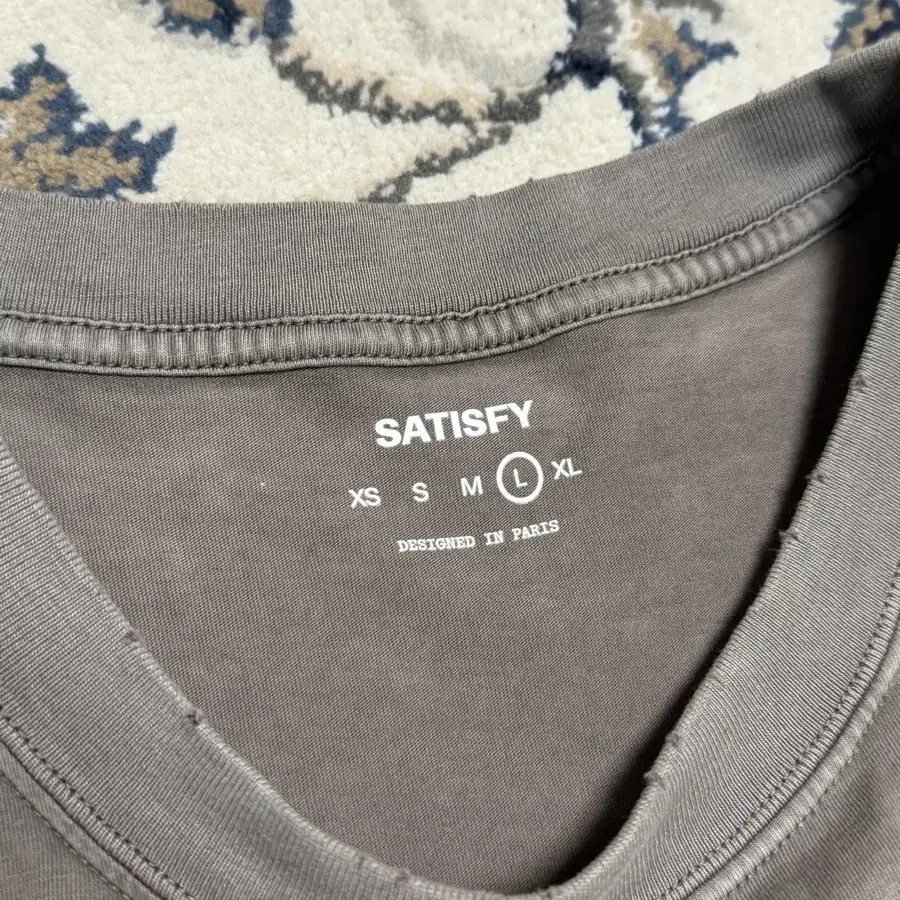 SATISFY
XS S M L XL
DESIGNED IN PARIS